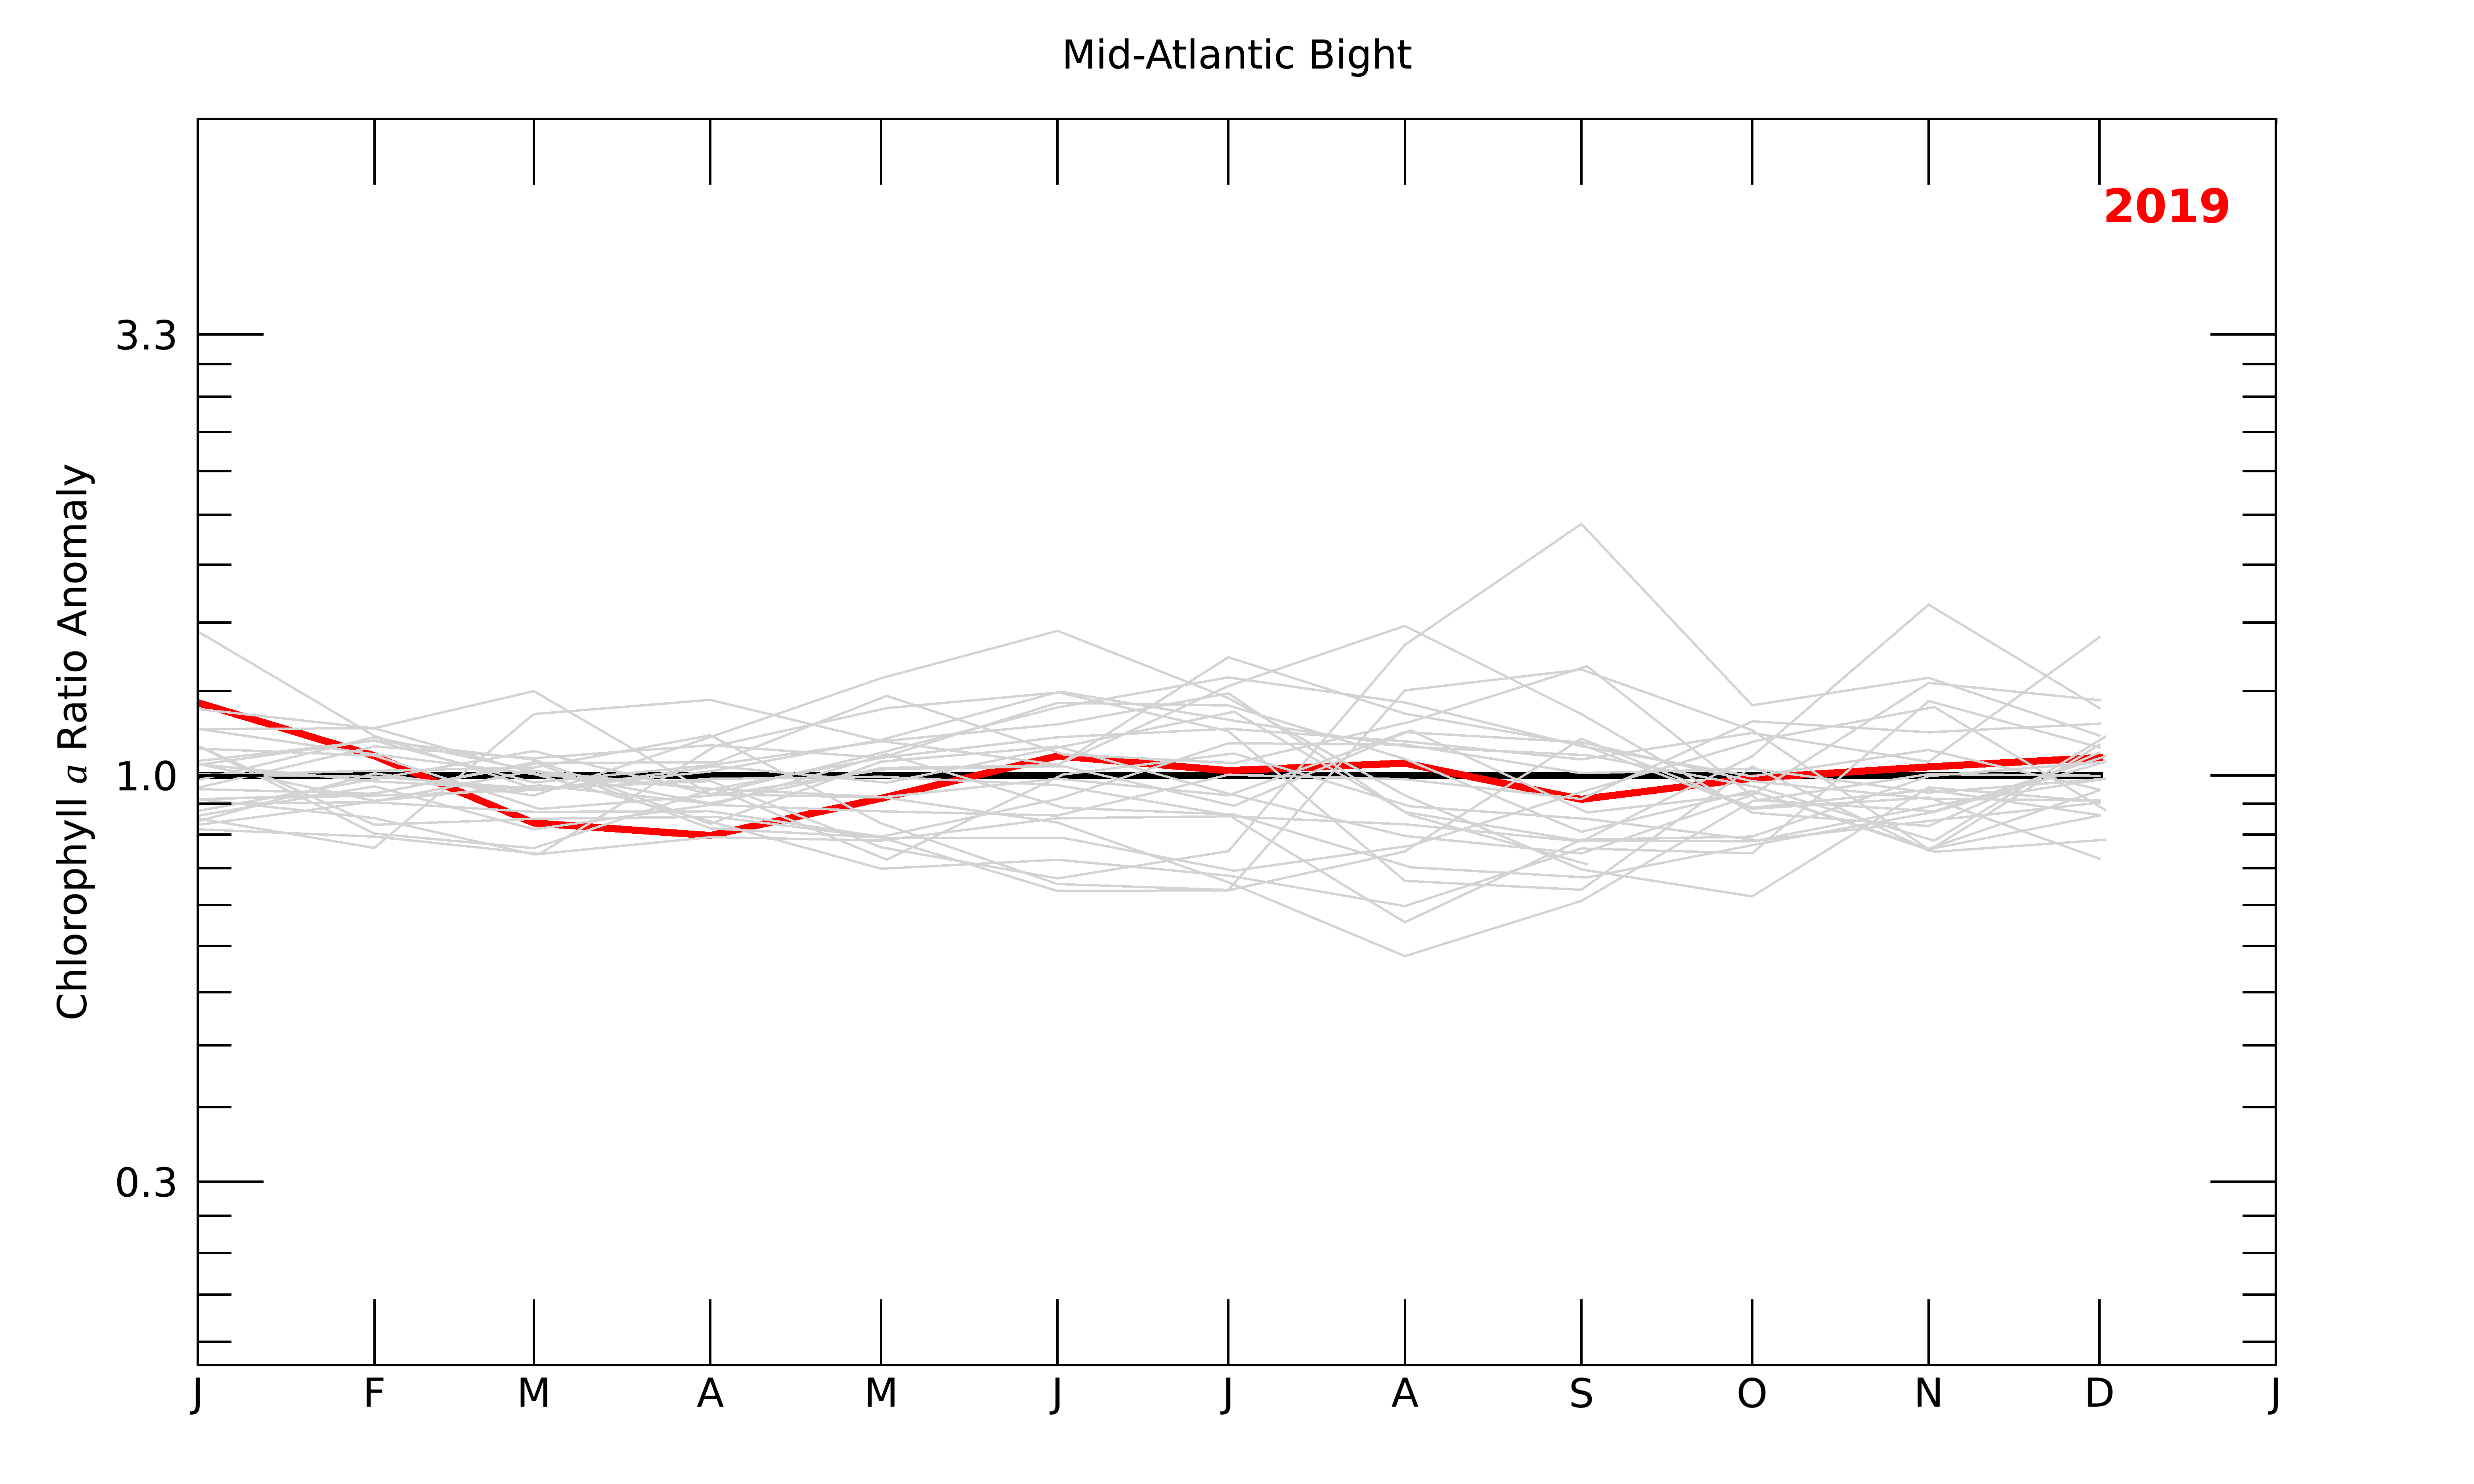 Mid-Atlantic Bight
2019
Chlorophyll a Ratio Anomaly
3.3
1.0
0.3
J F M A M J J A S O N D J